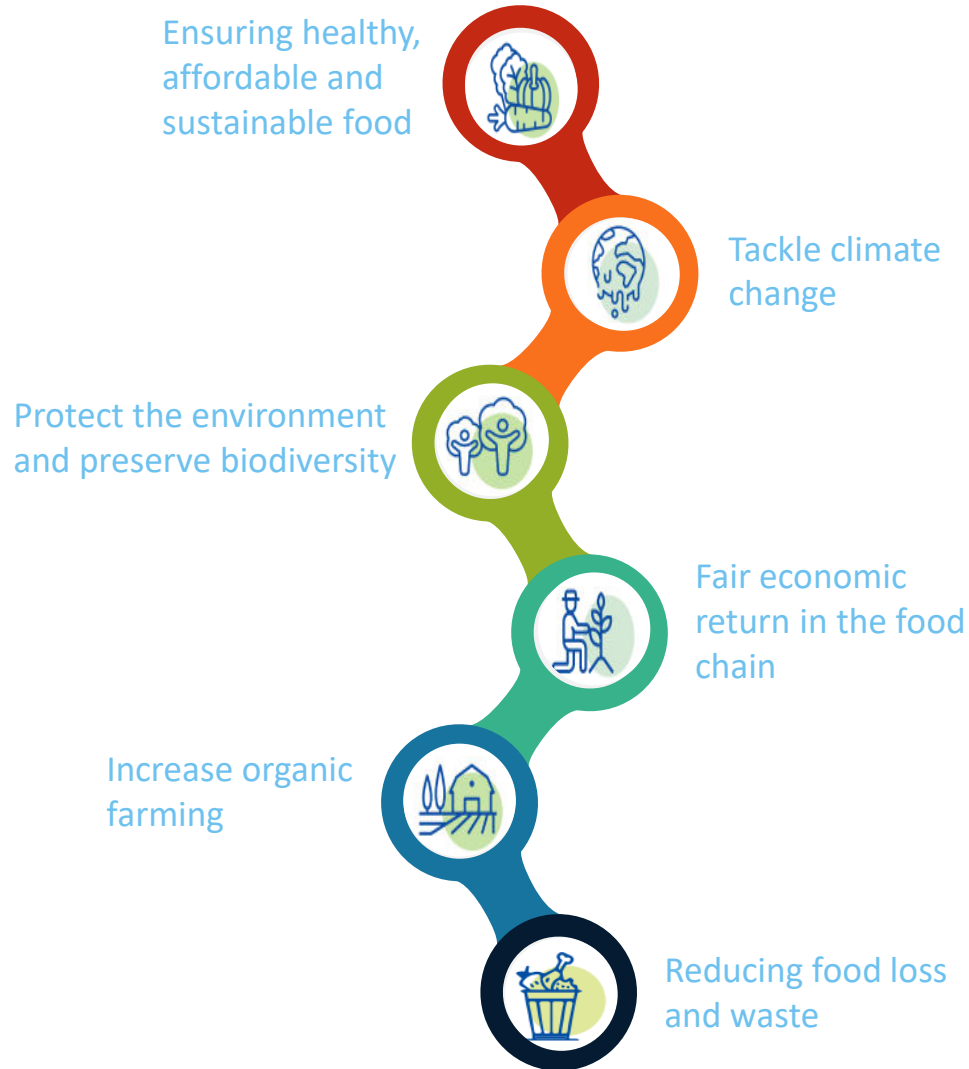 Ensuring healthy,
affordable and
sustainable food
Tackle climate
change
Protect the environment
and preserve biodiversity
Fair economic
return in the food
chain
Increase organic
farming
Reducing food loss
and waste